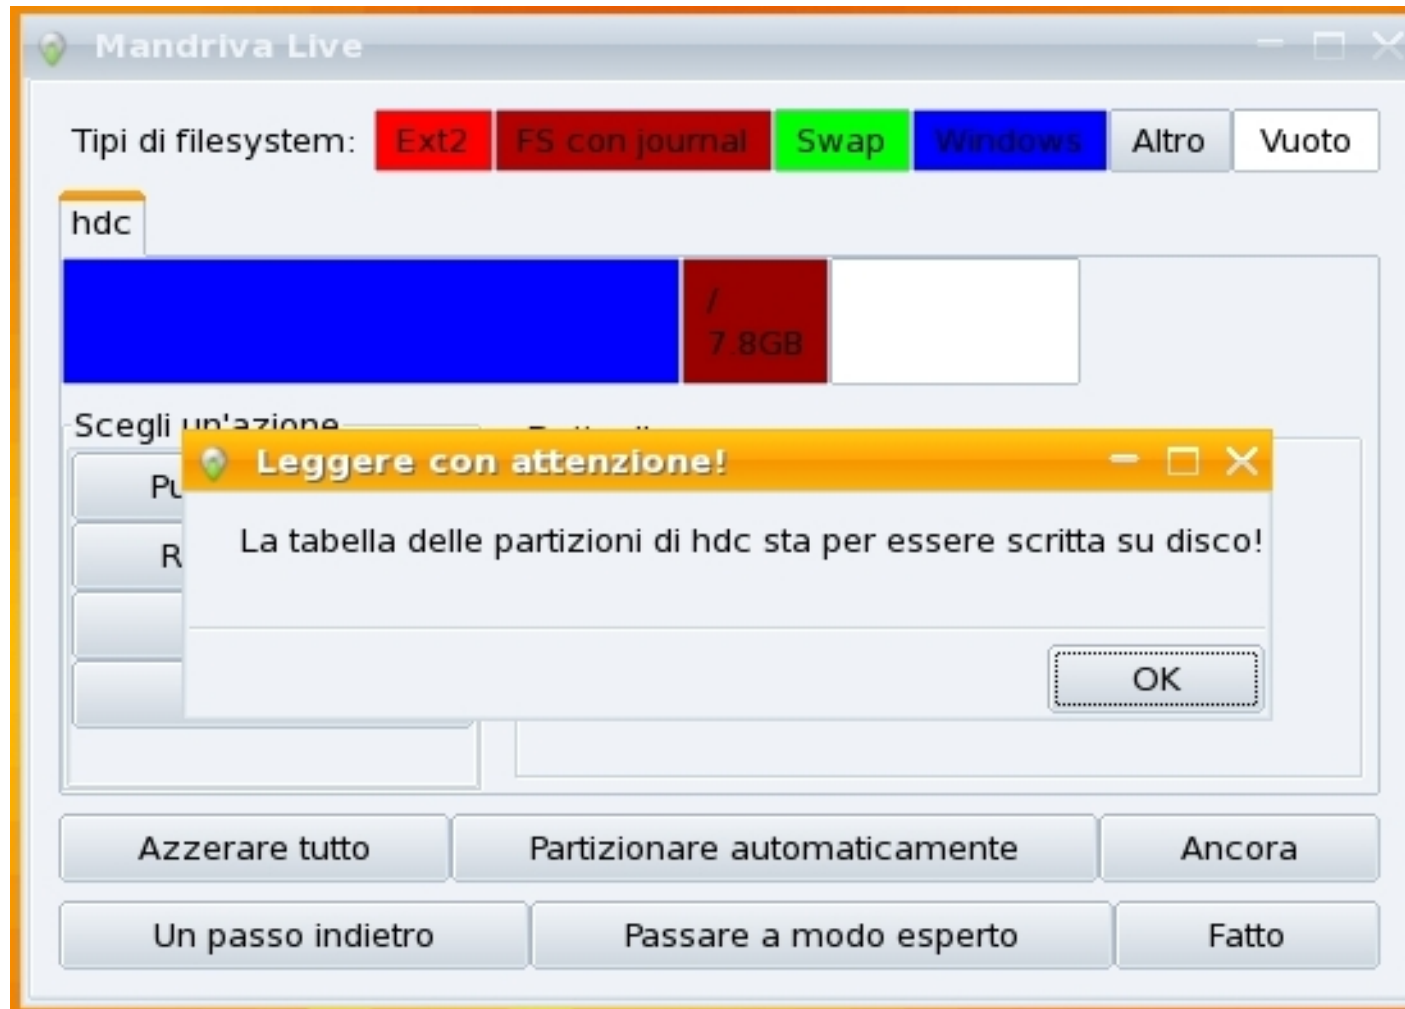 Mandriva Live
Tipi di filesystem: Ext2 FS con journal Swap Windows Altro Vuoto
hdc
/
7.8GB
Scegli un'azione
Leggere con attenzione!
La tabella delle partizioni di hdc sta per essere scritta su disco!
OK
Azzerare tutto Partizionare automaticamente Ancora
Un passo indietro Passare a modo esperto Fatto